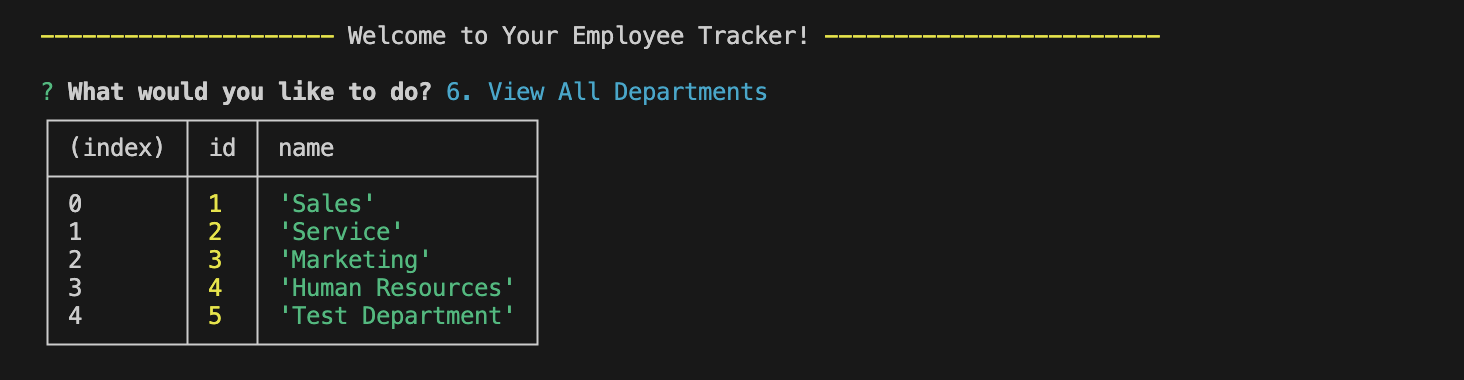 --------------------- Welcome to Your Employee Tracker! ------------------------
? What would you like to do? 6. View All Departments
(index) id name
0 1 'Sales'
1 2 'Service'
2 3 'Marketing'
3 4 'Human Resources'
4 5 'Test Department'